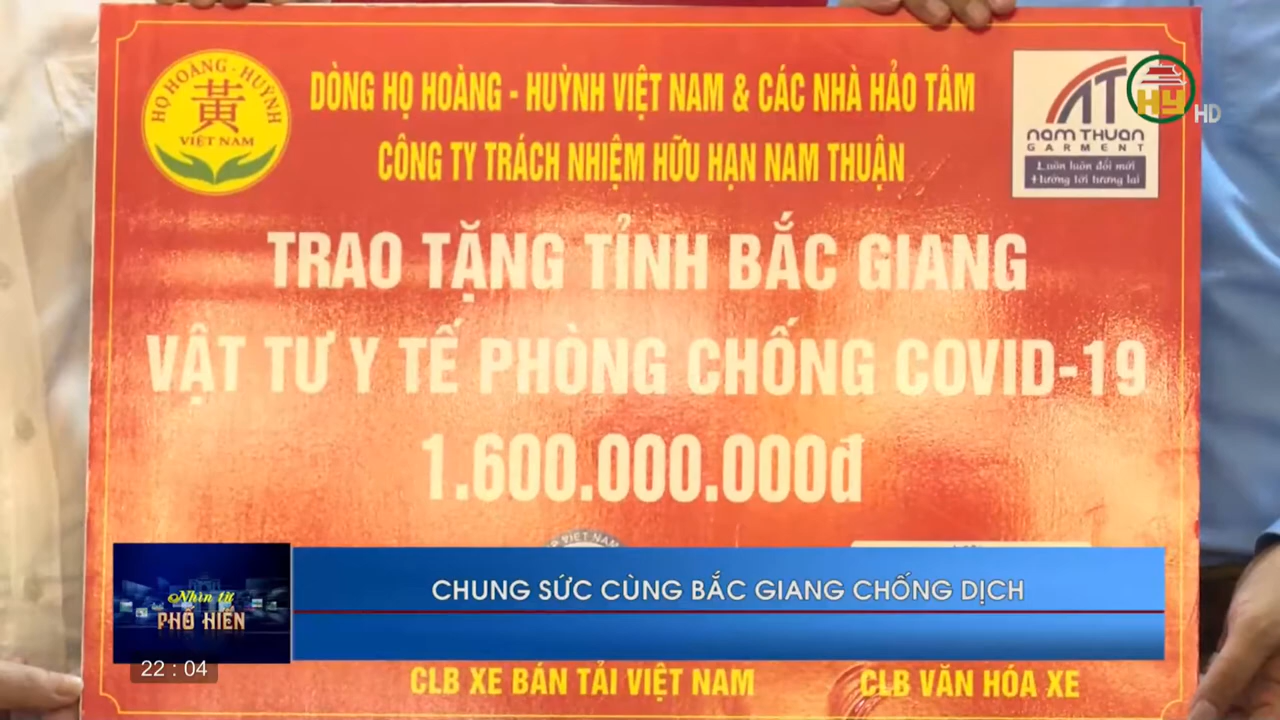 HỌ HOÀNG - HUỲNH
黃
VIỆT NAM
DÒNG HỌ HOÀNG - HUỲNH VIỆT NAM & CÁC NHÀ HẢO TÂM
CÔNG TY TRÁCH NHIỆM HỮU HẠN NAM THUẬN
NT
NAM THUAN
GARMENT
Luôn luôn đổi mới
Hướng tới tương lai
HY HD
TRAO TẶNG TỈNH BẮC GIANG
VẬT TƯ Y TẾ PHÒNG CHỐNG COVID-19
1.600.000.000đ
VIET NAM
CHUNG SỨC CÙNG BẮC GIANG CHỐNG DỊCH
Nhìn từ
PHỐ HIẾN
22 : 04
CLB XE BÁN TẢI VIỆT NAM
CLB VĂN HÓA XE